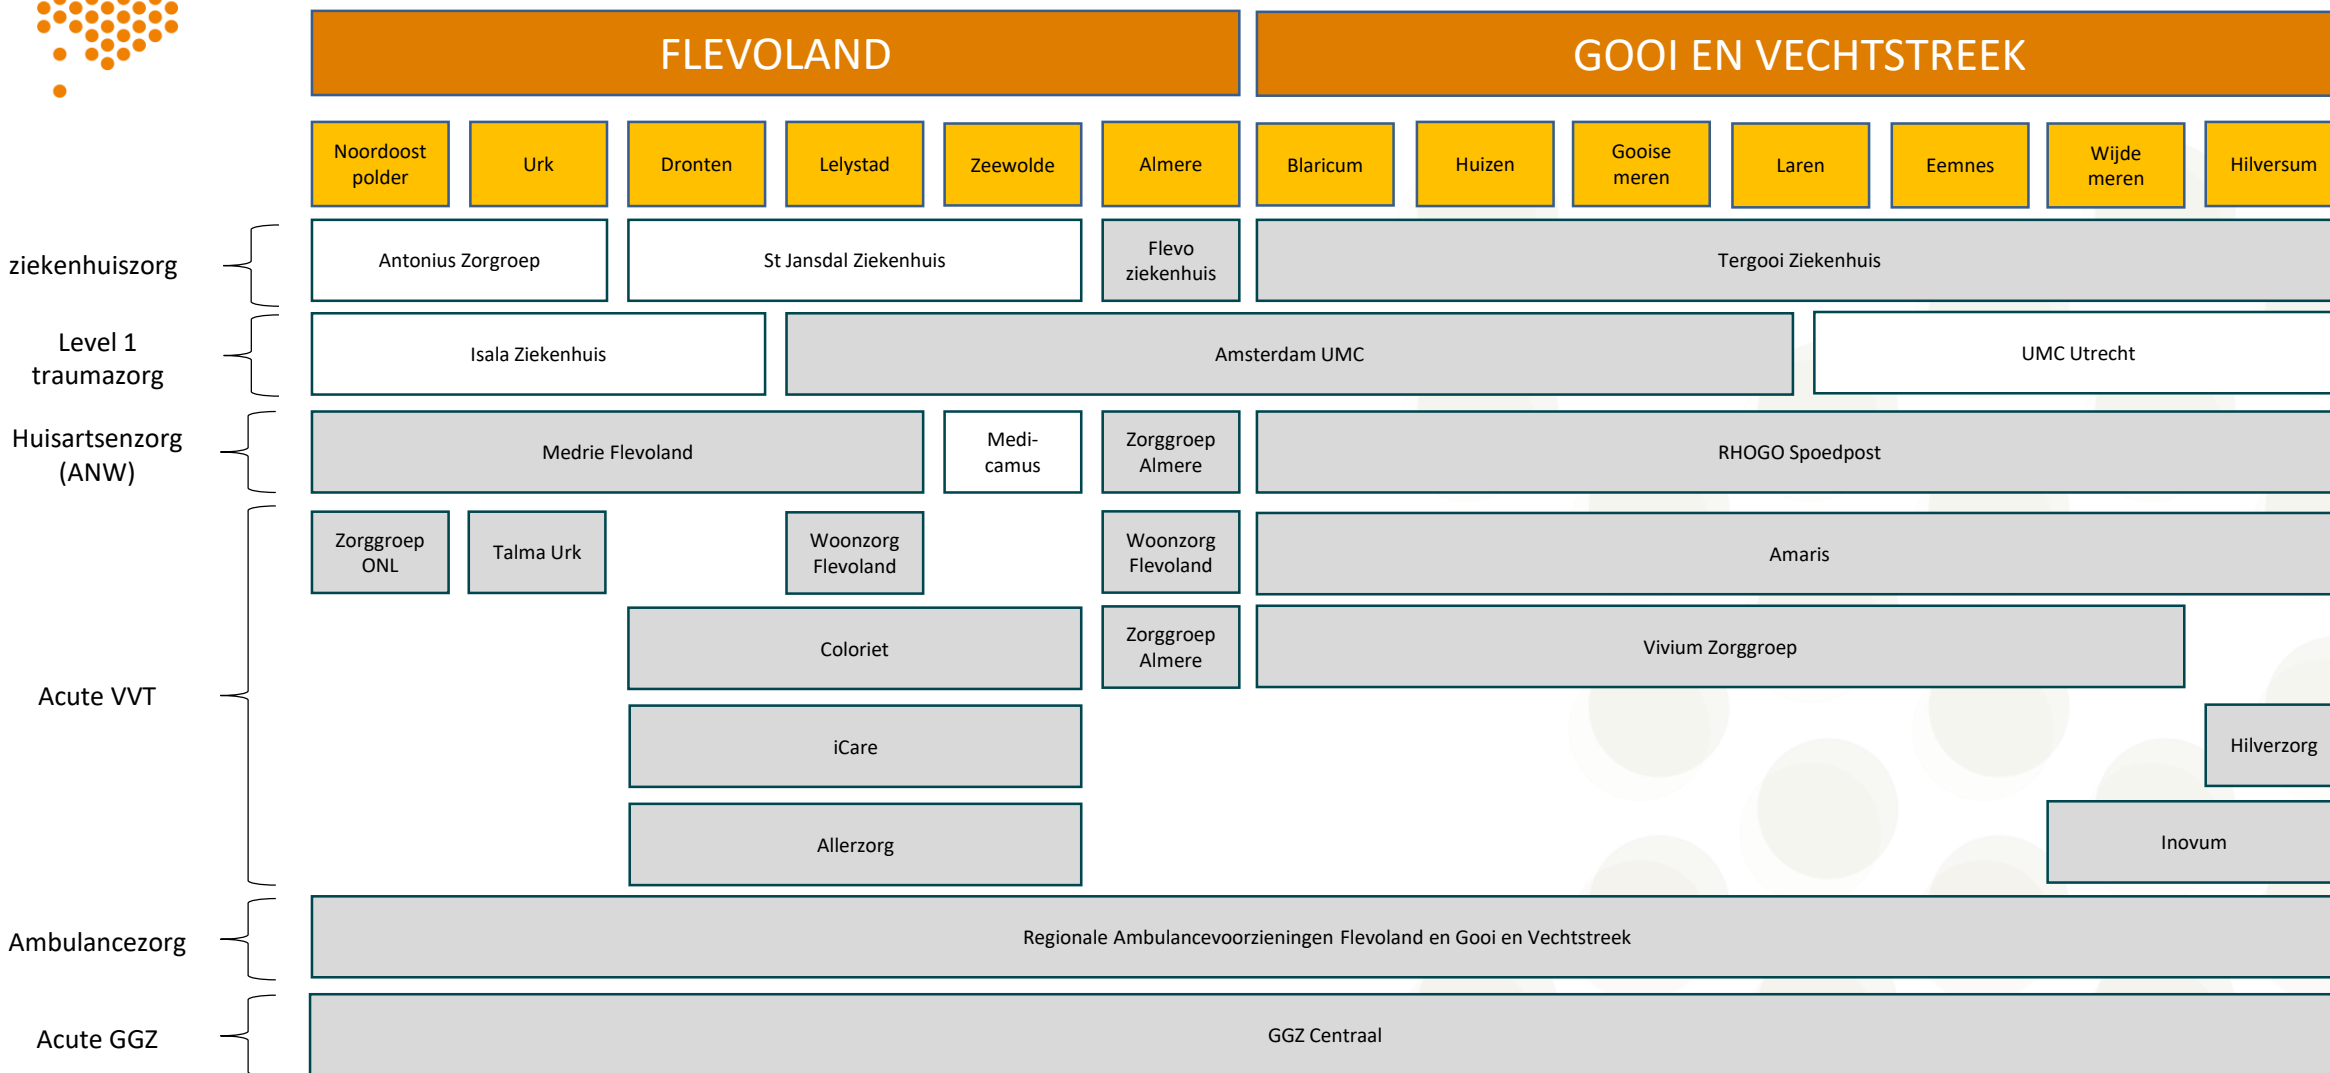 FLEVOLAND
GOOI EN VECHTSTREEK
Noordoost
polder
Urk
Dronten
Lelystad
Zeewolde
Almere
Blaricum
Huizen
Gooise
meren
Laren
Eemnes
Wijde
meren
Hilversum
ziekenhuiszorg
Antonius Zorgroep
St Jansdal Ziekenhuis
Flevo
ziekenhuis
Tergooi Ziekenhuis
Level 1
traumazorg
Isala Ziekenhuis
Amsterdam UMC
UMC Utrecht
Huisartsenzorg
(ANW)
Medrie Flevoland
Medi-
camus
Zorggroep
Almere
RHOGO Spoedpost
Acute VVT
Zorggroep
ONL
Talma Urk
Woonzorg
Flevoland
Woonzorg
Flevoland
Amaris
Coloriet
Zorggroep
Almere
Vivium Zorggroep
iCare
Hilverzorg
Allerzorg
Inovum
Ambulancezorg
Regionale Ambulancevoorzieningen Flevoland en Gooi en Vechtstreek
Acute GGZ
GGZ Centraal